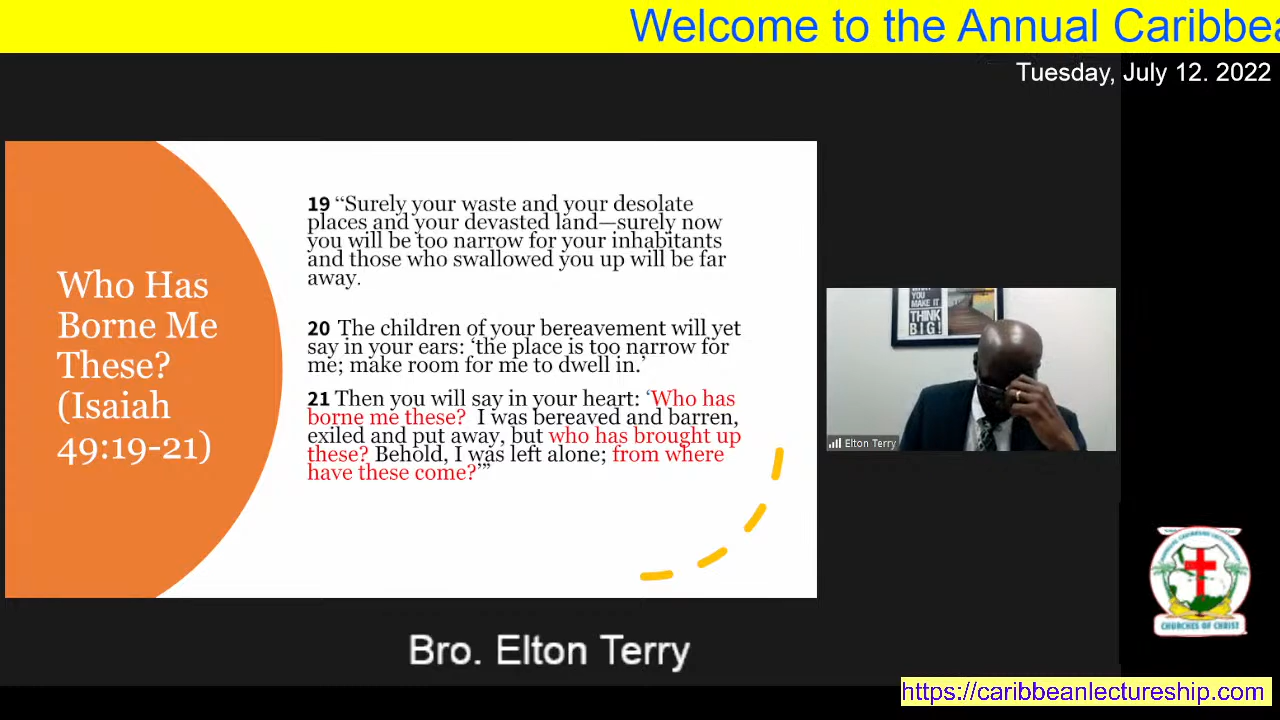 Welcome to the Annual Caribbea
Tuesday, July 12. 2022
Who Has
Borne Me
These?
(Isaiah
49:19-21)
19 “Surely your waste and your desolate
places and your devasted land—surely now
you will be too narrow for your inhabitants
and those who swallowed you up will be far
away.
20 The children of your bereavement will yet
say in your ears: ‘the place is too narrow for
me; make room for me to dwell in.’
21 Then you will say in your heart: ‘Who has
borne me these? I was bereaved and barren,
exiled and put away, but who has brought up
these? Behold, I was left alone; from where
have these come?’”
YOU
MAKE IT
THINK
BIG!
Elton Terry
CHURCHES OF CHRIST
Bro. Elton Terry
https://caribbeanlectureship.com